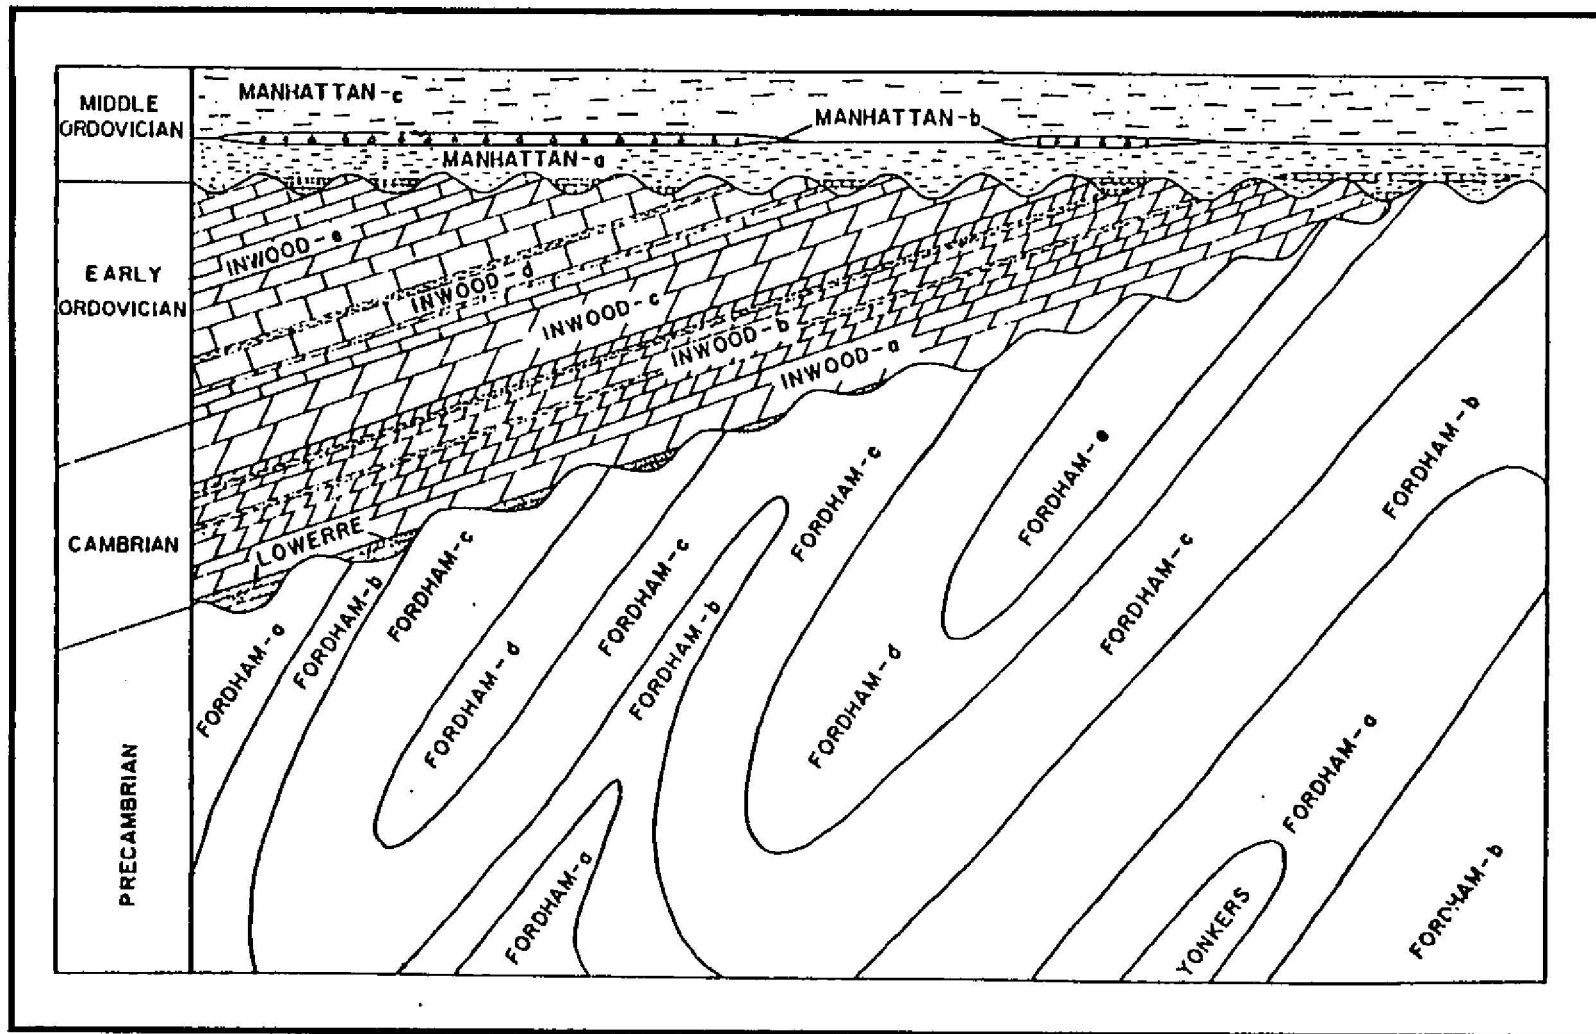 MIDDLE
ORDOVICIAN
EARLY
ORDOVICIAN
CAMBRIAN
PRECAMBRIAN
MANHATTAN-c
MANHATTAN-b
MANHATTAN-a
INWOOD-e
INWOOD-d
INWOOD-c
INWOOD-b
INWOOD-a
LOWERRE
FORDHAM-a
FORDHAM-b
FORDHAM-c
FORDHAM-d
FORDHAM-c
FORDHAM-b
FORDHAM-a
FORDHAM-c
FORDHAM-d
FORDHAM-e
FORDHAM-c
FORDHAM-b
FORDHAM-a
YONKERS
FORDHAM-b